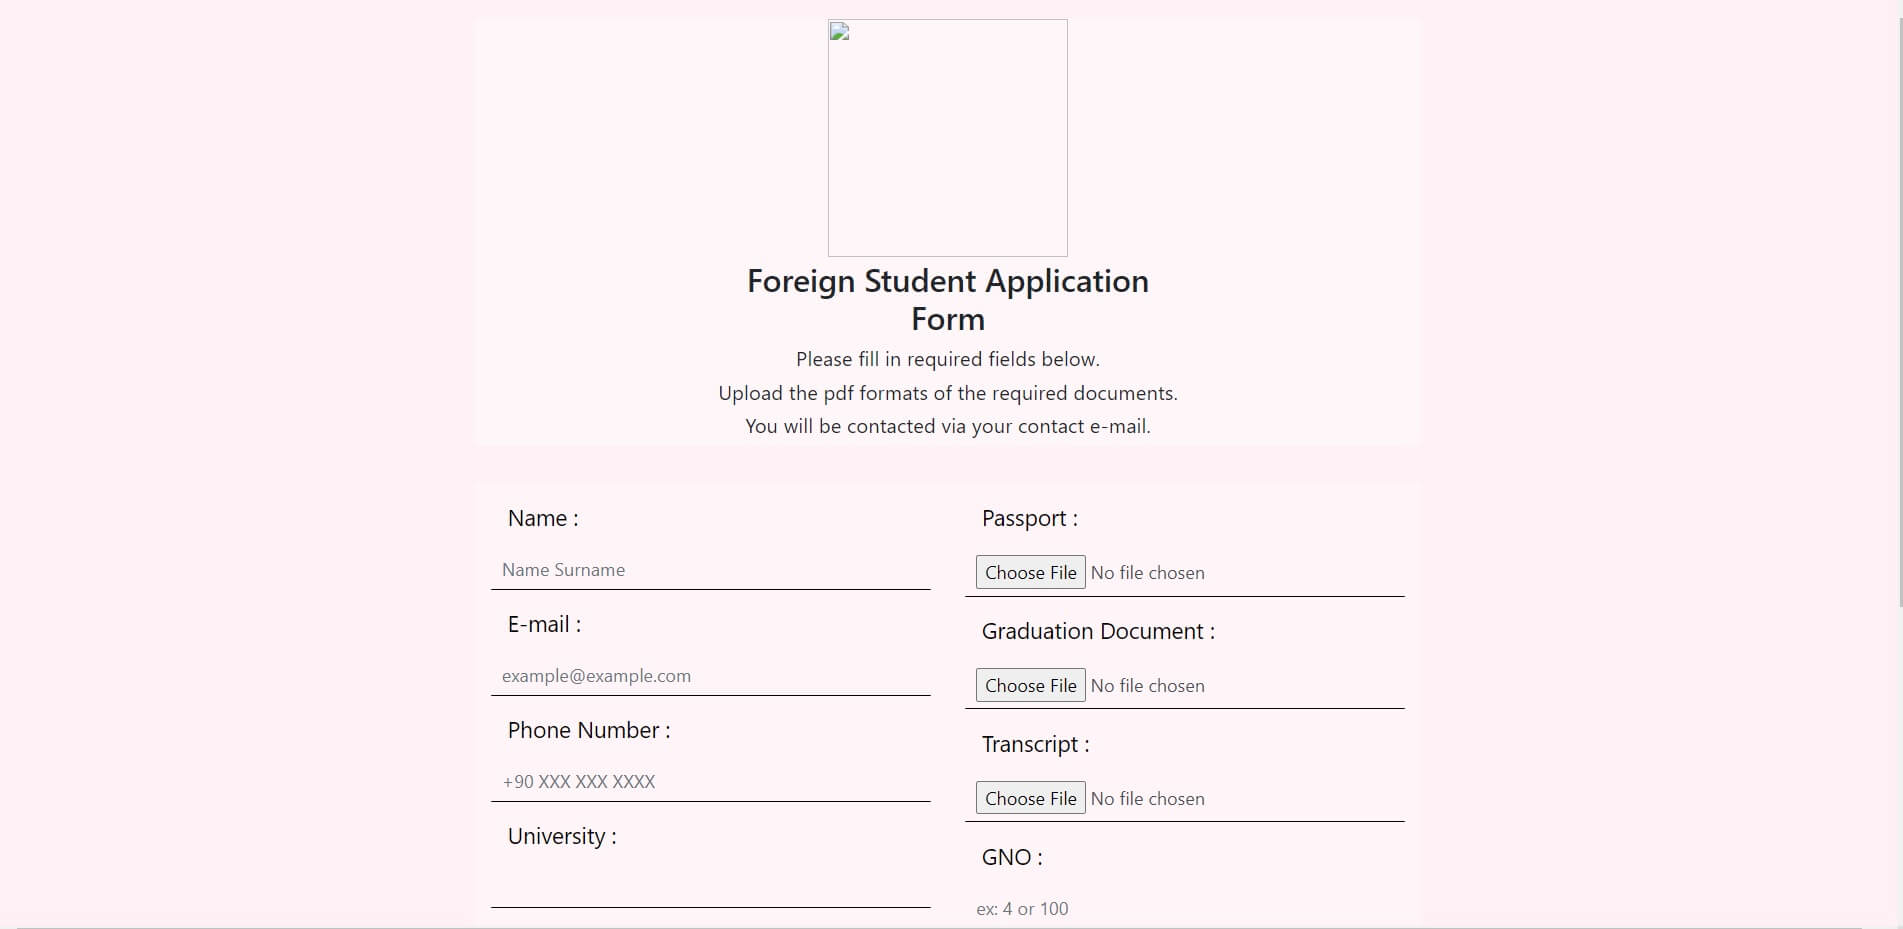 Foreign Student Application
Form
Please fill in required fields below.
Upload the pdf formats of the required documents.
You will be contacted via your contact e-mail.
Name :
Name Surname
E-mail :
example@example.com
Phone Number :
+90 XXX XXX XXXX
University :
Passport :
Choose File No file chosen
Graduation Document :
Choose File No file chosen
Transcript :
Choose File No file chosen
GNO :
ex: 4 or 100